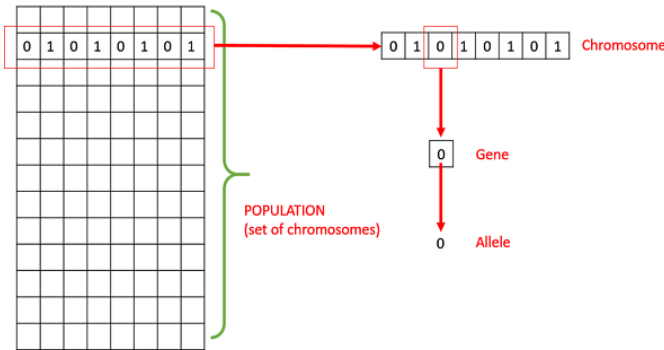 0 1 0 1 0 1 0 1
0 1 0 1 0 1 0 1 Chromosome
0 Gene
POPULATION
(set of chromosomes)
0 Allele